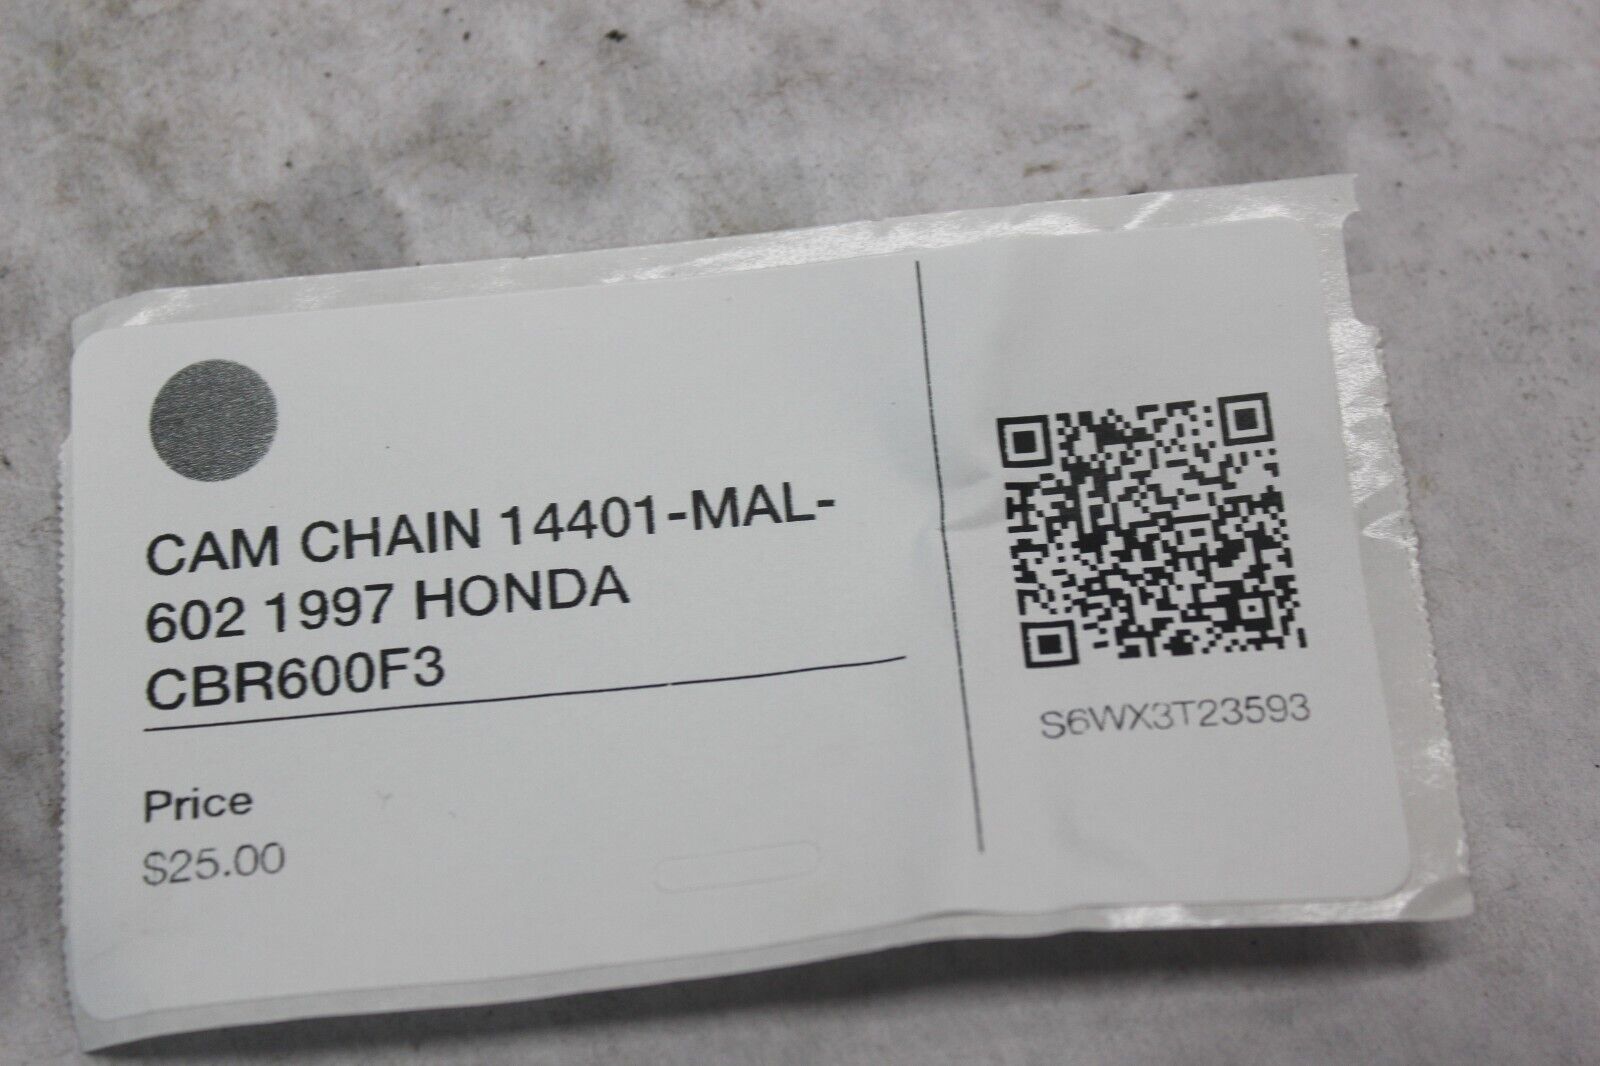 CAM CHAIN 14401-MAL-
602 1997 HONDA
CBR600F3
Price
$25.00
S6WX3T23593